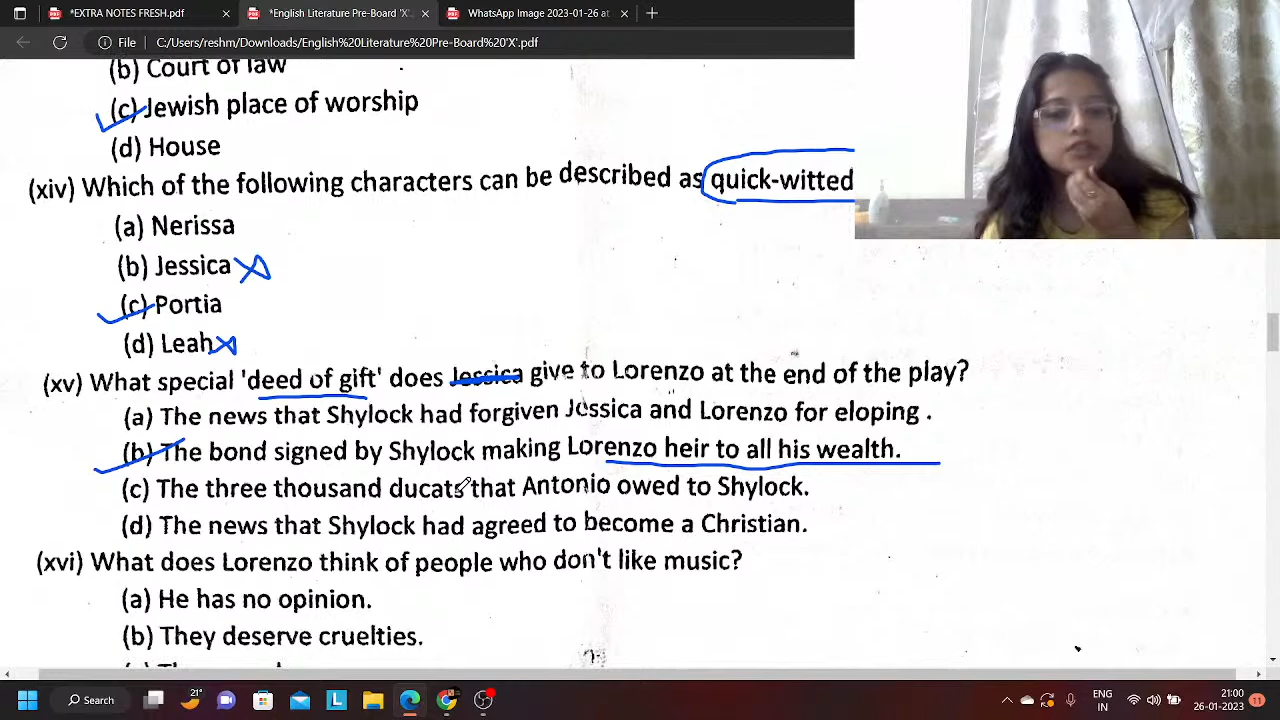 *EXTRA NOTES FRESH.pdf
*English Literature Pre-Board 'X'.
WhatsApp Image 2023-01-26 at
File
C:/Users/reshm/Downloads/English%20Literature%20Pre-Board%20'X'.pdf
(b) Court of law
(c) Jewish place of worship
(d) House
(xiv) Which of the following characters can be described as quick-witted
(a) Nerissa
(b) Jessica
(c) Portia
(d) Leah
(xv) What special 'deed of gift' does Jessica give to Lorenzo at the end of the play?
(a) The news that Shylock had forgiven Jessica and Lorenzo for eloping .
(b) The bond signed by Shylock making Lorenzo heir to all his wealth.
(c) The three thousand ducats that Antonio owed to Shylock.
(d) The news that Shylock had agreed to become a Christian.
(xvi) What does Lorenzo think of people who don't like music?
(a) He has no opinion.
(b) They deserve cruelties.
Search
21°
ENG
IN
21:00
26-01-2023
11